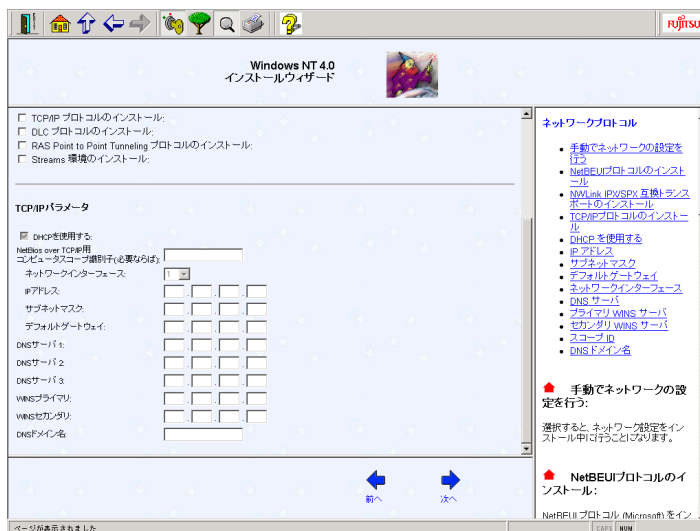 FUJITSU
Windows NT 4.0
インストールウィザード
TCP/IP プロトコルのインストール:
DLC プロトコルのインストール:
RAS Point to Point Tunneling プロトコルのインストール:
Streams 環境のインストール:
TCP/IPパラメータ
DHCPを使用する:
NetBios over TCP/IP用
コンピュータスコープ識別子(必要ならば):
ネットワークインターフェース:
1
IPアドレス:
サブネットマスク:
デフォルトゲートウェイ:
DNSサーバ 1:
DNSサーバ 2:
DNSサーバ 3:
WINSプライマリ:
WINSセカンダリ:
DNSドメイン名:
前へ
次へ
ネットワークプロトコル
手動でネットワークの設定を
行う
NetBEUIプロトコルのインスト
ール
NWLink IPX/SPX 互換トランス
ポートのインストール
TCP/IPプロトコルのインストー
ル
DHCP を使用する
IP アドレス
サブネットマスク
デフォルトゲートウェイ
ネットワークインターフェース
DNS サーバ
プライマリ WINS サーバ
セカンダリ WINS サーバ
スコープ ID
DNS ドメイン名
手動でネットワークの設
定を行う:
選択すると、ネットワーク設定をイン
ストール中に行うことになります。
NetBEUIプロトコルのイ
ンストール:
NetBEUI プロトコル (Microsoft) をイン
ページが表示されました
CAPS NUM